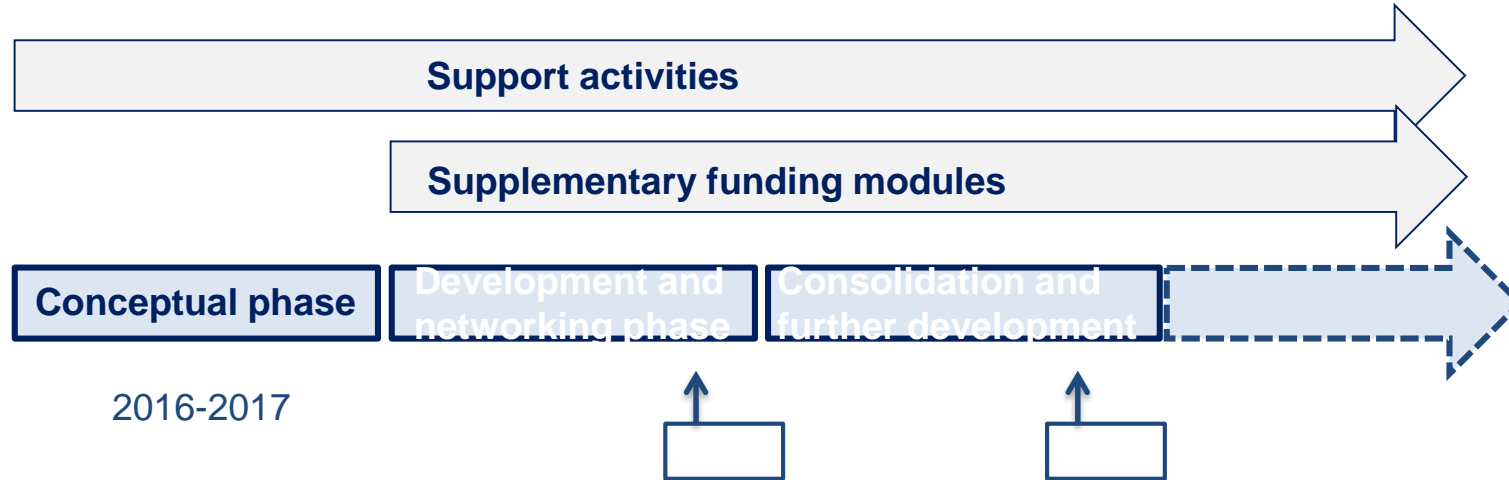 Support activities
Supplementary funding modules
Conceptual phase
Development and
networking phase
Consolidation and
further development
2016-2017